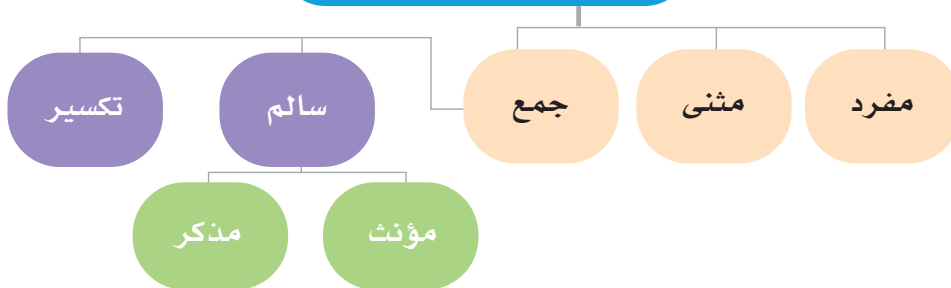 مفرد
مثنى
جمع
سالم
تكسير
مؤنث
مذكر